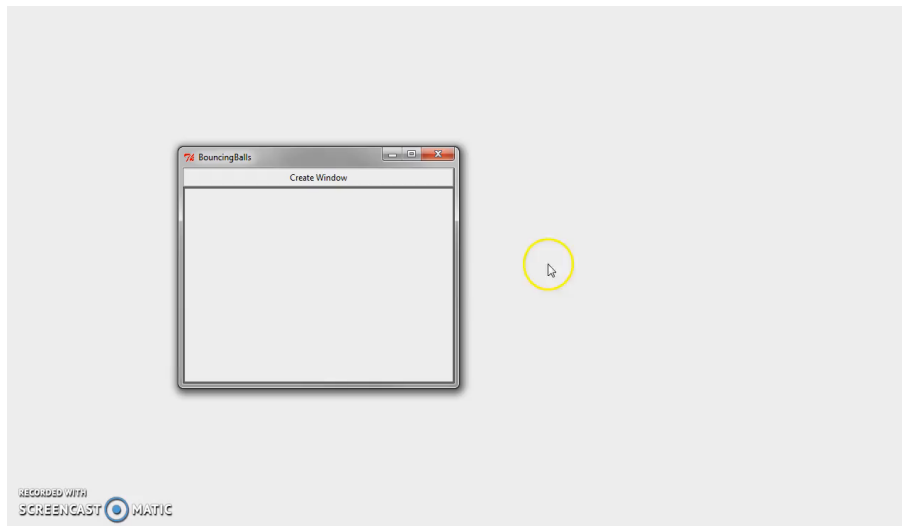 BouncingBalls
Create Window
RECORDED WITH
SCREENCAST MATIC